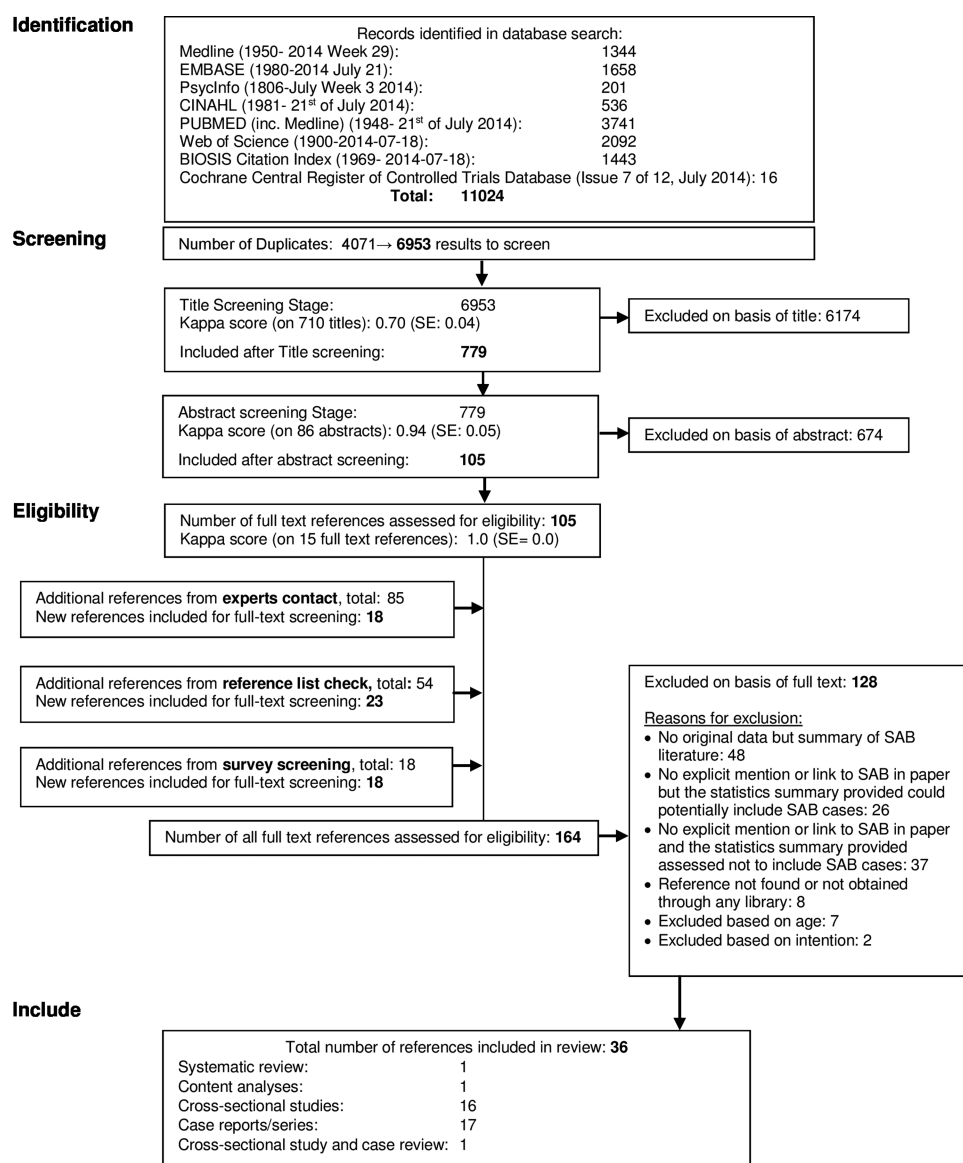 Identification
Records identified in database search:
Medline (1950- 2014 Week 29): 1344
EMBASE (1980-2014 July 21): 1658
PsycInfo (1806-July Week 3 2014): 201
CINAHL (1981- 21st of July 2014): 536
PUBMED (inc. Medline) (1948- 21st of July 2014): 3741
Web of Science (1900-2014-07-18): 2092
BIOSIS Citation Index (1969- 2014-07-18): 1443
Cochrane Central Register of Controlled Trials Database (Issue 7 of 12, July 2014): 16
Total: 11024
Screening
Number of Duplicates: 4071→ 6953 results to screen
Title Screening Stage: 6953
Kappa score (on 710 titles): 0.70 (SE: 0.04)
Included after Title screening: 779
Excluded on basis of title: 6174
Abstract screening Stage: 779
Kappa score (on 86 abstracts): 0.94 (SE: 0.05)
Included after abstract screening: 105
Excluded on basis of abstract: 674
Eligibility
Number of full text references assessed for eligibility: 105
Kappa score (on 15 full text references): 1.0 (SE= 0.0)
Additional references from experts contact, total: 85
New references included for full-text screening: 18
Additional references from reference list check, total: 54
New references included for full-text screening: 23
Additional references from survey screening, total: 18
New references included for full-text screening: 18
Number of all full text references assessed for eligibility: 164
Excluded on basis of full text: 128
Reasons for exclusion:
• No original data but summary of SAB
literature: 48
• No explicit mention or link to SAB in paper
but the statistics summary provided could
potentially include SAB cases: 26
• No explicit mention or link to SAB in paper
and the statistics summary provided
assessed not to include SAB cases: 37
• Reference not found or not obtained
through any library: 8
• Excluded based on age: 7
• Excluded based on intention: 2
Include
Total number of references included in review: 36
Systematic review: 1
Content analyses: 1
Cross-sectional studies: 16
Case reports/series: 17
Cross-sectional study and case review: 1